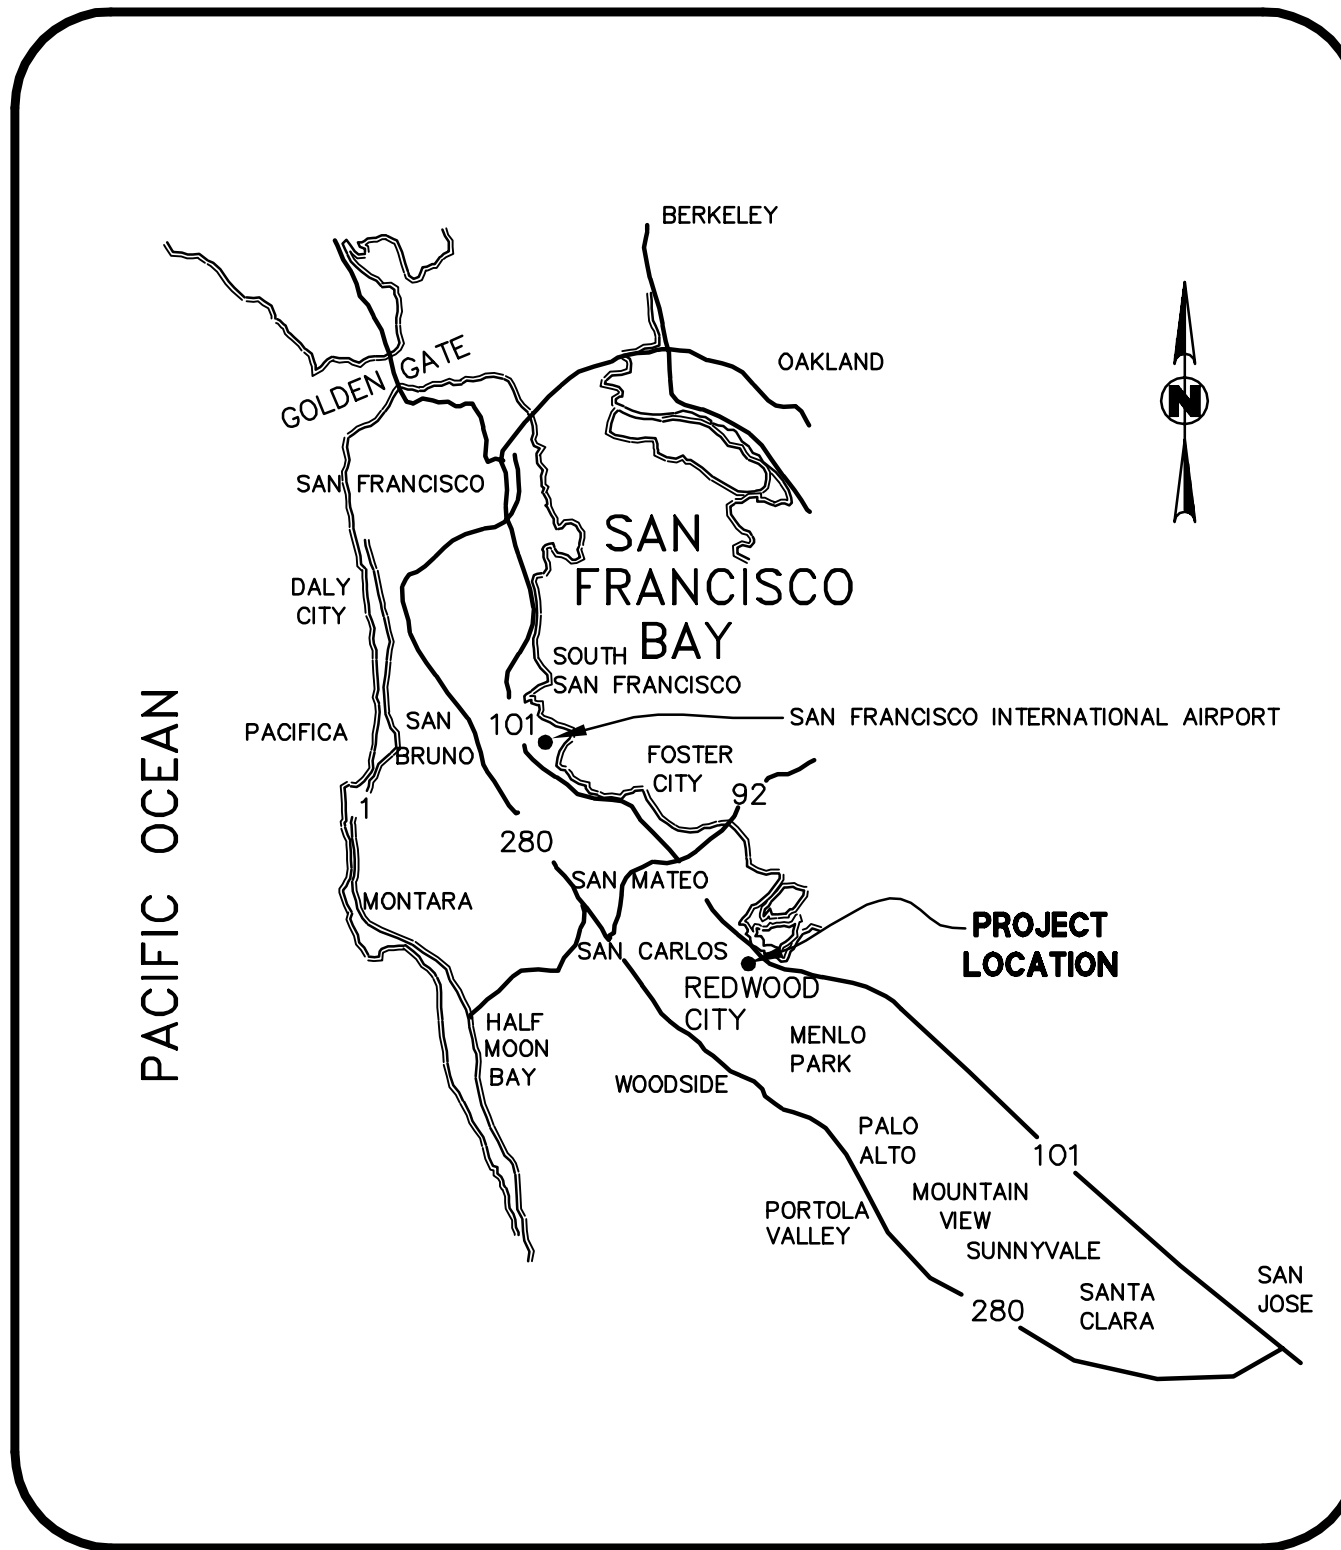 BERKELEY
OAKLAND
GOLDEN GATE
N
SAN FRANCISCO
SAN
FRANCISCO
BAY
DALY
CITY
SOUTH
SAN FRANCISCO
PACIFIC OCEAN
PACIFICA
SAN
BRUNO
101
SAN FRANCISCO INTERNATIONAL AIRPORT
FOSTER
CITY
92
1
280
SAN MATEO
MONTARA
PROJECT
LOCATION
SAN CARLOS
REDWOOD
CITY
HALF
MOON
BAY
MENLO
PARK
WOODSIDE
PALO
ALTO
101
MOUNTAIN
VIEW
PORTOLA
VALLEY
SUNNYVALE
SAN
JOSE
SANTA
CLARA
280